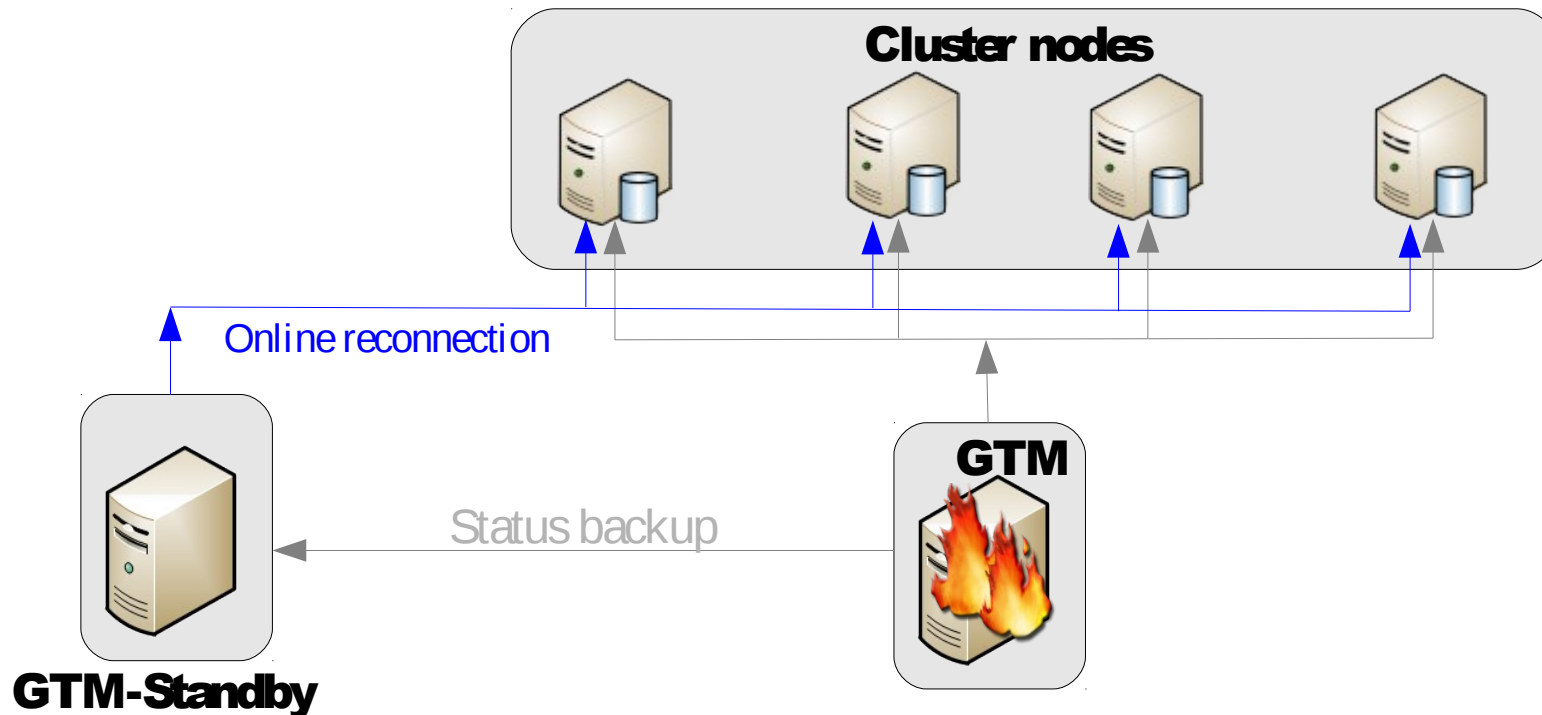 Cluster nodes
Online reconnection
GTM
Status backup
GTM-Standby